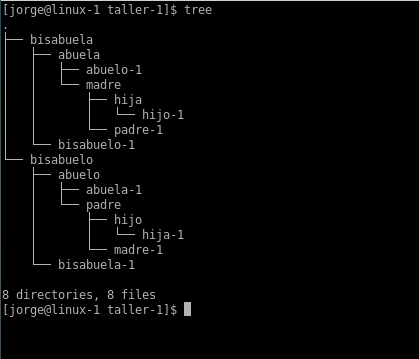 [jorge@linux-1 taller-1]$ tree
.
├── bisabuela
│   ├── abuela
│   │   ├── abuelo-1
│   │   └── madre
│   │       ├── hija
│   │       │   └── hijo-1
│   │       └── padre-1
│   └── bisabuelo-1
└── bisabuelo
    ├── abuelo
    │   ├── abuela-1
    │   └── padre
    │       ├── hijo
    │       │   └── hija-1
    │       └── madre-1
    └── bisabuela-1

8 directories, 8 files
[jorge@linux-1 taller-1]$